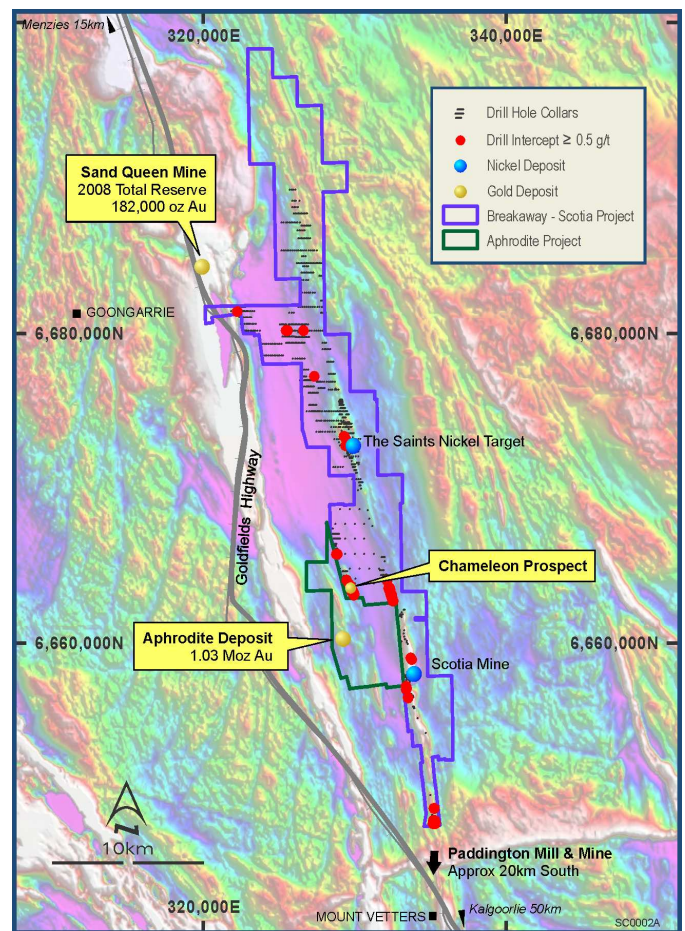 Menzies 15km
320,000E
340,000E
Drill Hole Collars
Drill Intercept ≥ 0.5 g/t
Nickel Deposit
Gold Deposit
Breakaway - Scotia Project
Aphrodite Project
Sand Queen Mine
2008 Total Reserve
182,000 oz Au
GOONGARRIE
6,680,000N
6,680,000N
The Saints Nickel Target
Goldfields Highway
Chameleon Prospect
Aphrodite Deposit
1.03 Moz Au
6,660,000N
6,660,000N
Scotia Mine
N
10km
Paddington Mill & Mine
Approx 20km South
320,000E
MOUNT VETTERS
Kalgoorlie 50km
SC0002A